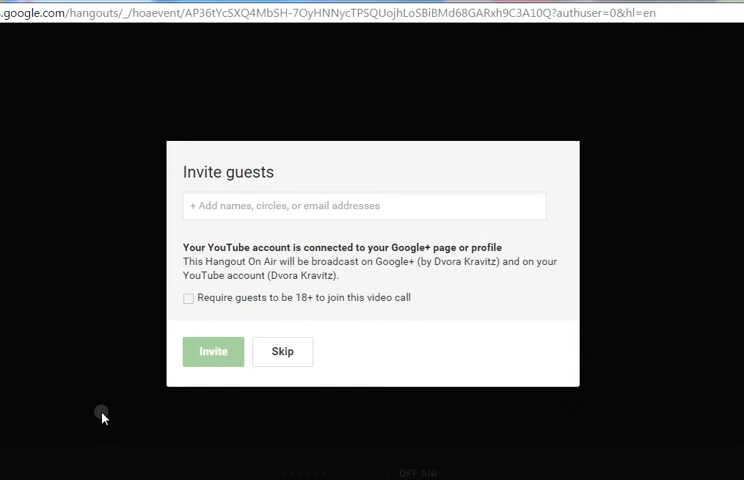 .google.com/hangouts/_/hoaevent/AP36tYcSXQ4MbSH-7OyHNNycTPSQUojhLoSBiBMd68GARxh9C3A10Q?authuser=0&hl=en
Invite guests
+ Add names, circles, or email addresses
Your YouTube account is connected to your Google+ page or profile
This Hangout On Air will be broadcast on Google+ (by Dvora Kravitz) and on your
YouTube account (Dvora Kravitz).
Require guests to be 18+ to join this video call
Invite Skip
OFF AIR